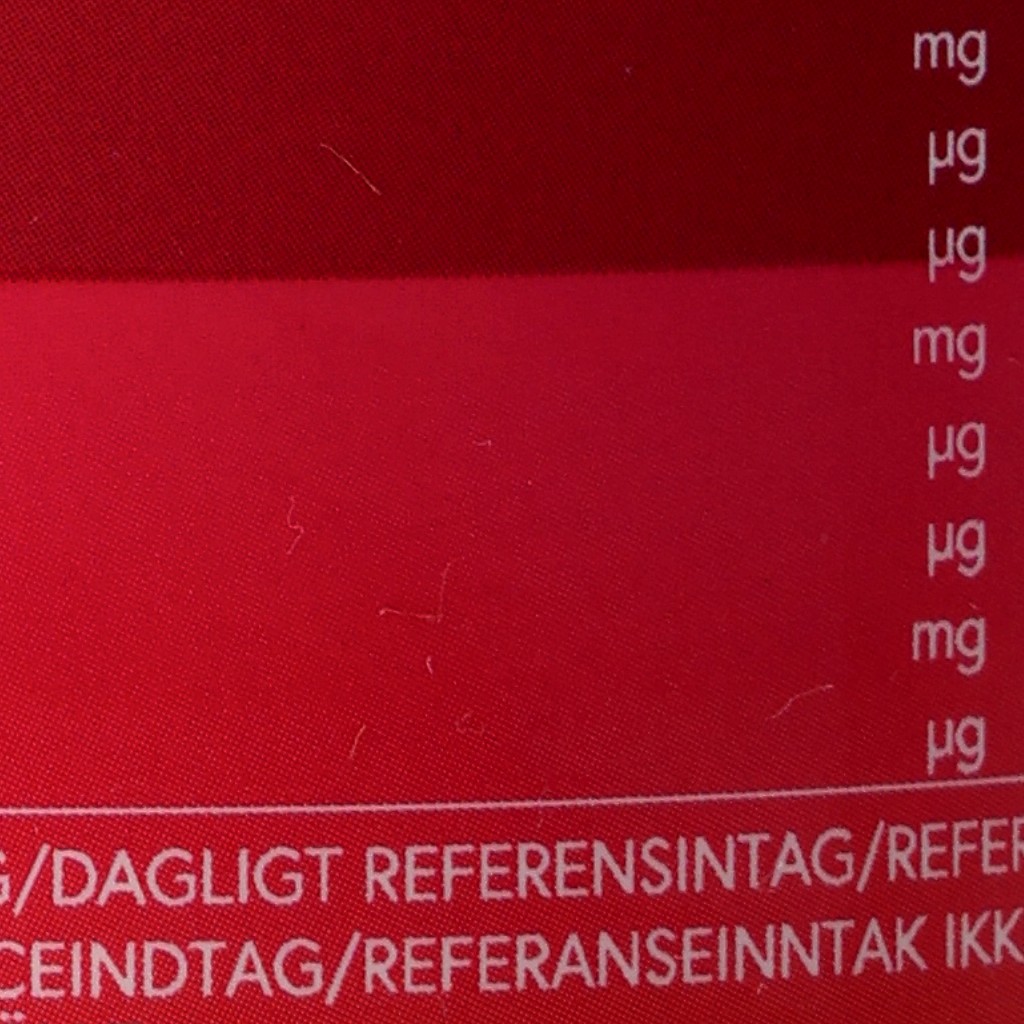 mg
µg
µg
mg
µg
µg
mg
µg
G/DAGLIGT REFERENSINTAG/REFER
CEINDTAG/REFERANSEINNTAK IKK